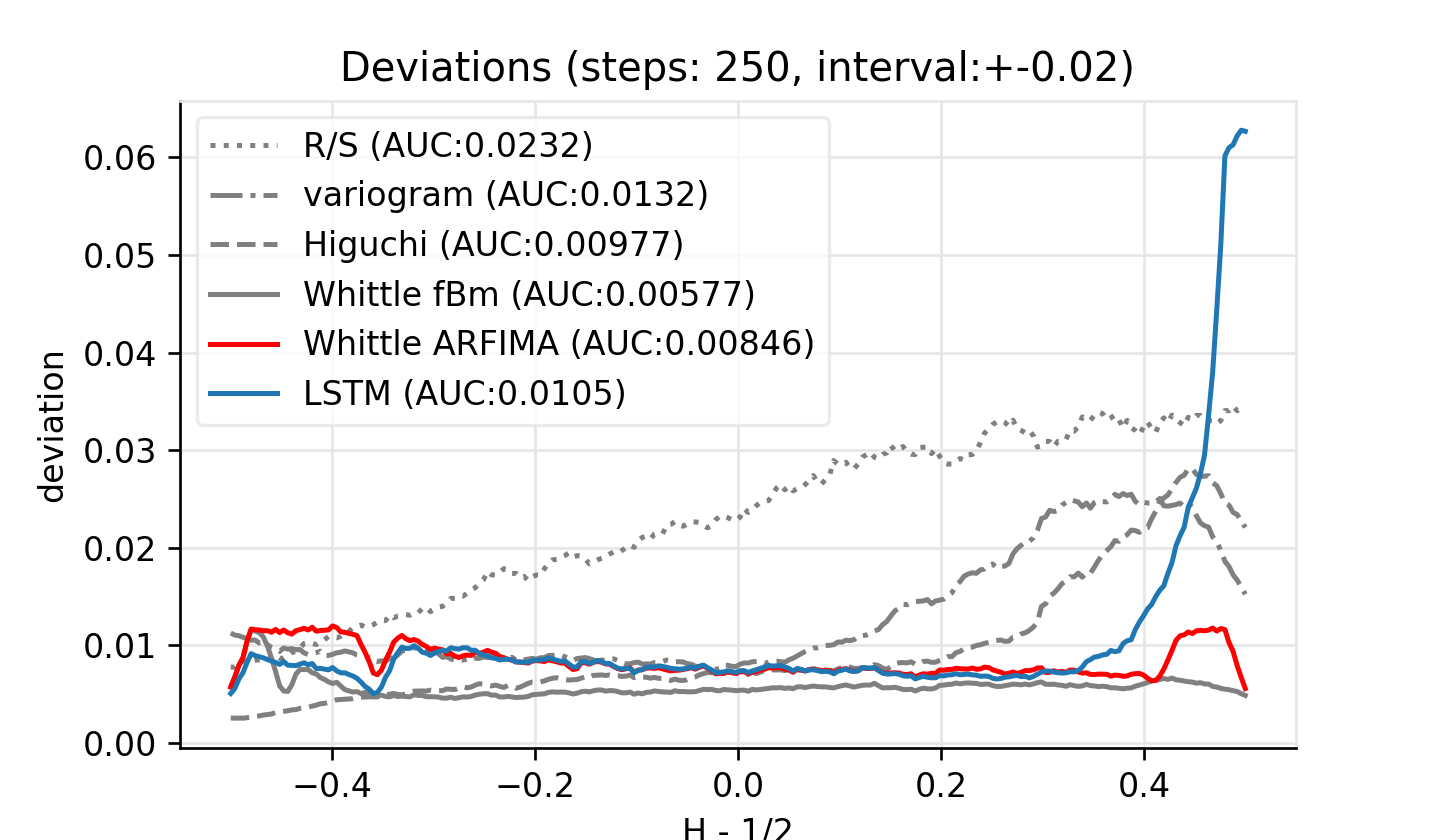 Deviations (steps: 250, interval:+-0.02)
R/S (AUC:0.0232)
variogram (AUC:0.0132)
Higuchi (AUC:0.00977)
Whittle fBm (AUC:0.00577)
Whittle ARFIMA (AUC:0.00846)
LSTM (AUC:0.0105)
deviation
0.06
0.05
0.04
0.03
0.02
0.01
0.00
−0.4 −0.2 0.0 0.2 0.4
H - 1/2